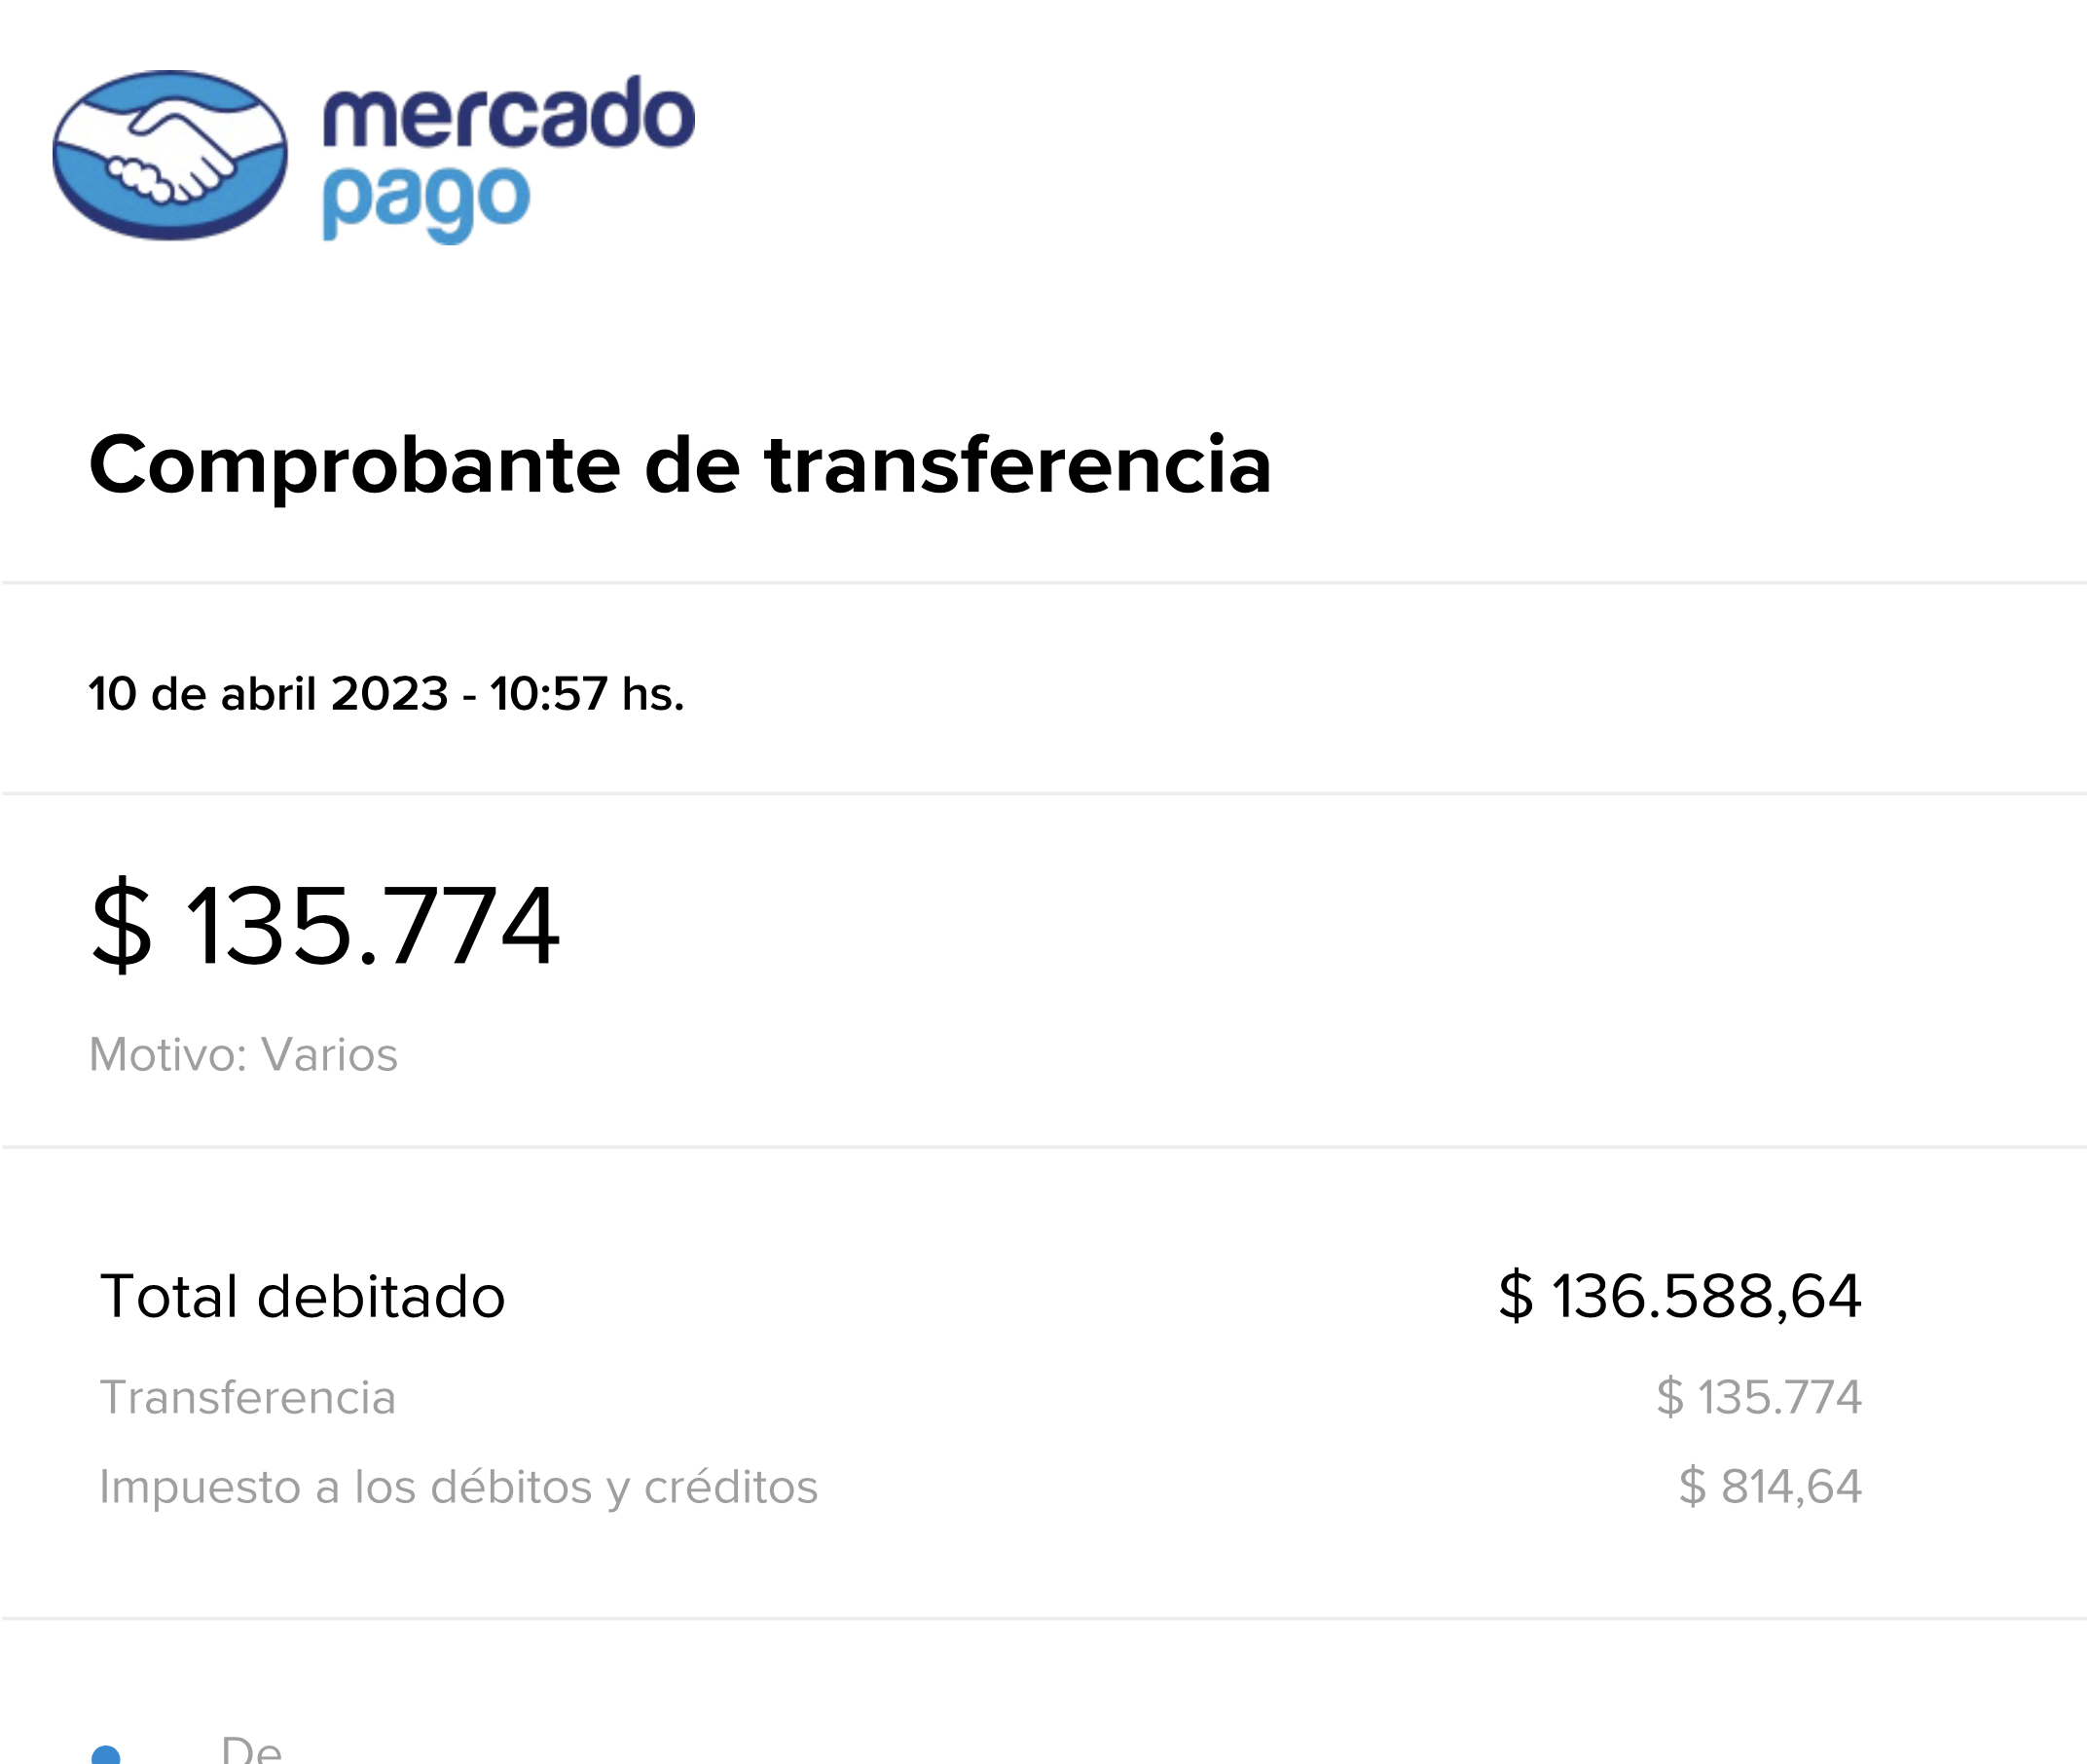 mercado
pago
Comprobante de transferencia
10 de abril 2023 - 10:57 hs.
$ 135.774
Motivo: Varios
Total debitado $ 136.588,64
Transferencia $ 135.774
Impuesto a los débitos y créditos $ 814,64
De